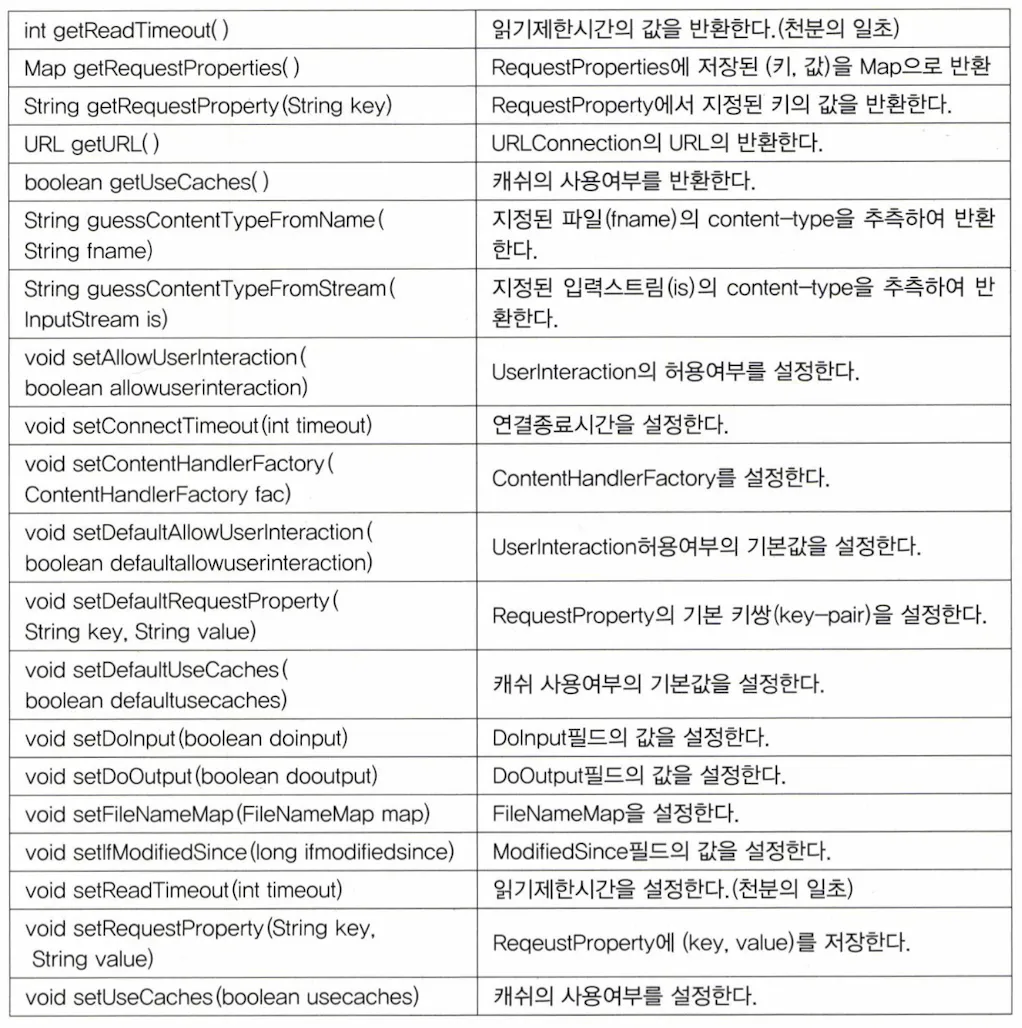 int getReadTimeout( )
읽기제한시간의 값을 반환한다.(천분의 일초)
Map getRequestProperties( )
RequestProperties에 저장된 (키, 값)을 Map으로 반환
String getRequestProperty(String key)
RequestProperty에서 지정된 키의 값을 반환한다.
URL getURL( )
URLConnection의 URL의 반환한다.
boolean getUseCaches( )
캐쉬의 사용여부를 반환한다.
String guessContentTypeFromName(
String fname)
지정된 파일(fname)의 content-type을 추측하여 반환
한다.
String guessContentTypeFromStream(
InputStream is)
지정된 입력스트림(is)의 content-type을 추측하여 반
환한다.
void setAllowUserInteraction(
boolean allowuserinteraction)
UserInteraction의 허용여부를 설정한다.
void setConnectTimeout(int timeout)
연결종료시간을 설정한다.
void setContentHandlerFactory(
ContentHandlerFactory fac)
ContentHandlerFactory를 설정한다.
void setDefaultAllowUserInteraction(
boolean defaultallowuserinteraction)
UserInteraction허용여부의 기본값을 설정한다.
void setDefaultRequestProperty(
String key, String value)
RequestProperty의 기본 키쌍(key-pair)을 설정한다.
void setDefaultUseCaches(
boolean defaultusecaches)
캐쉬 사용여부의 기본값을 설정한다.
void setDoInput(boolean doinput)
DoInput필드의 값을 설정한다.
void setDoOutput(boolean dooutput)
DoOutput필드의 값을 설정한다.
void setFileNameMap(FileNameMap map)
FileNameMap을 설정한다.
void setIfModifiedSince(long ifmodifiedsince)
ModifiedSince필드의 값을 설정한다.
void setReadTimeout(int timeout)
읽기제한시간을 설정한다.(천분의 일초)
void setRequestProperty(String key,
String value)
ReqeustProperty에 (key, value)를 저장한다.
void setUseCaches(boolean usecaches)
캐쉬의 사용여부를 설정한다.